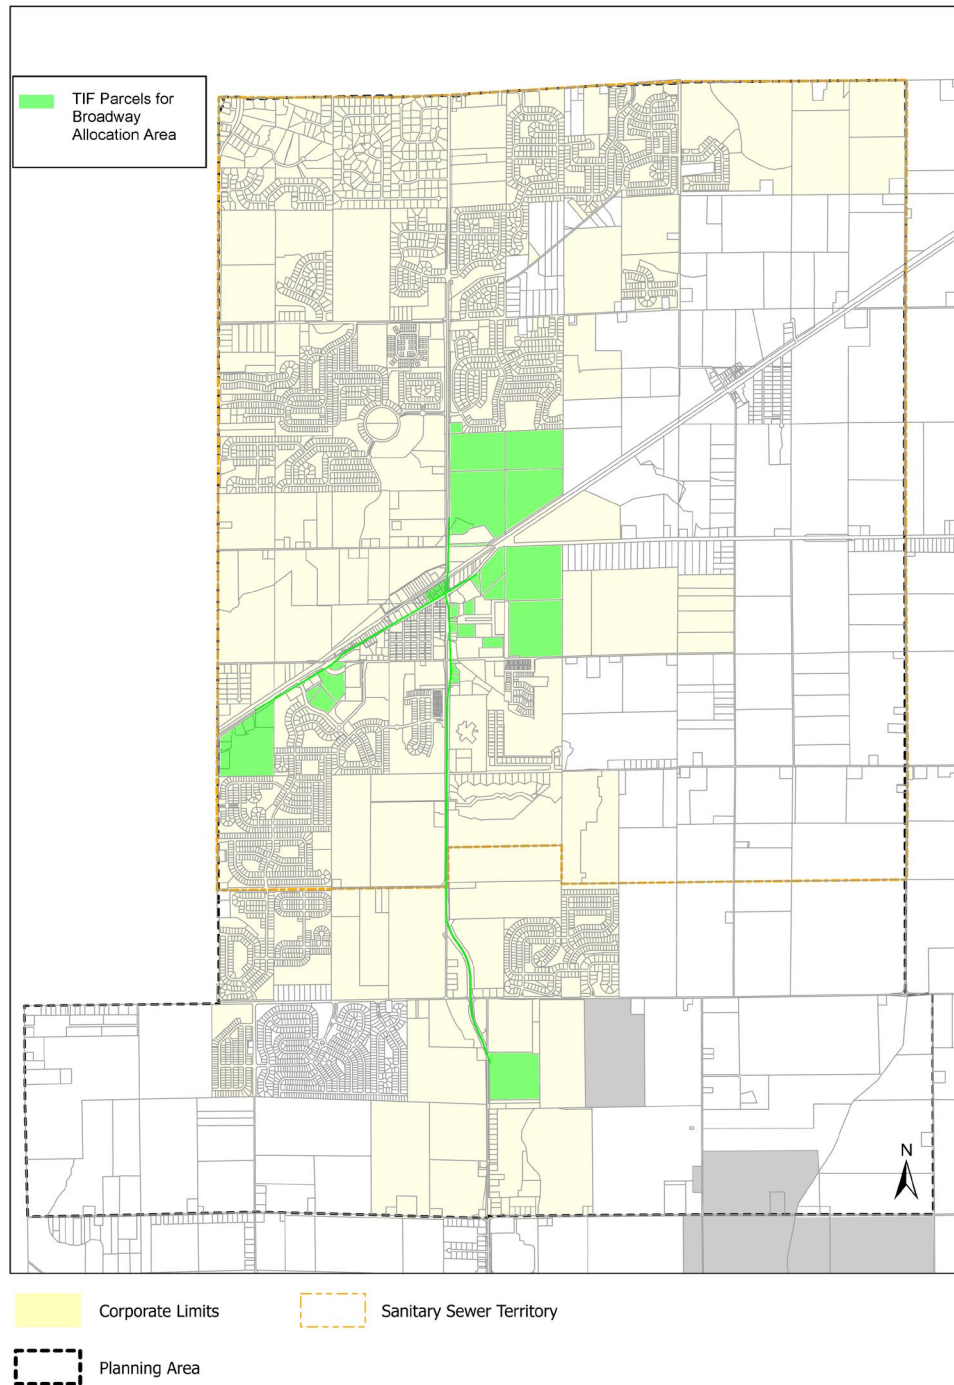 TIF Parcels for
Broadway
Allocation Area
N
Corporate Limits
Sanitary Sewer Territory
Planning Area